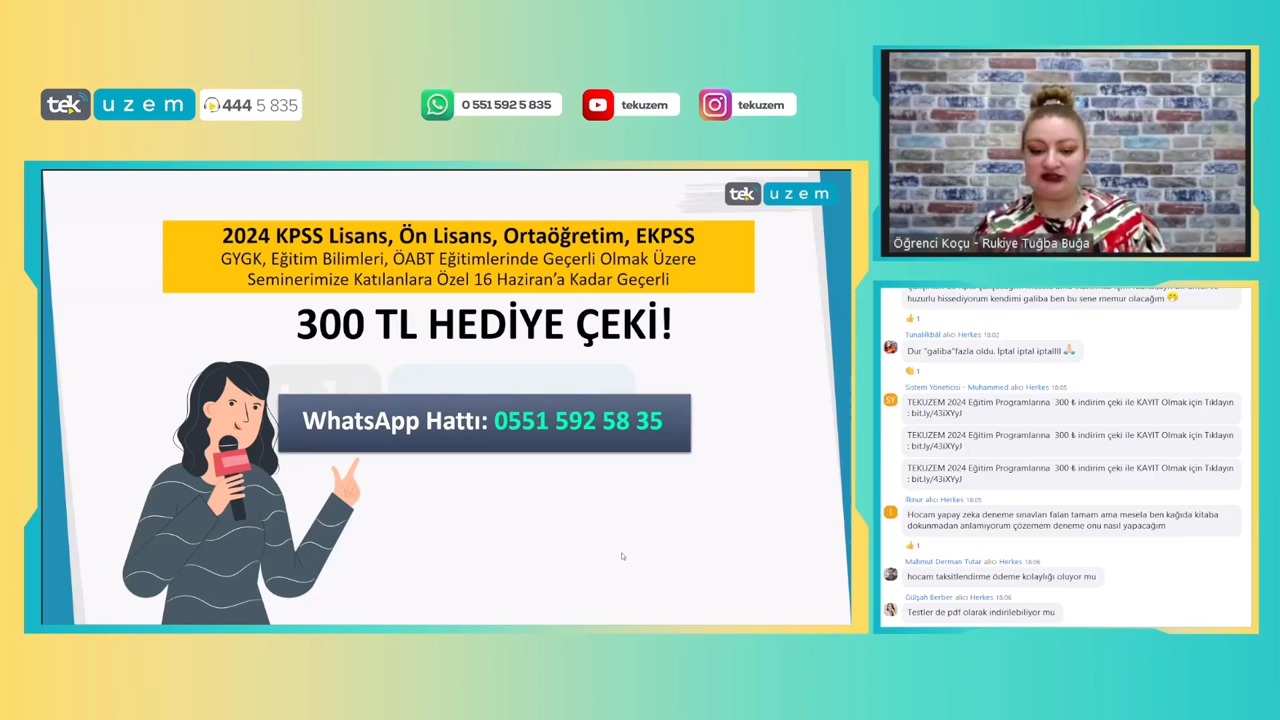 tek uzem 444 5 835
0 551 592 5 835
tekuzem
tekuzem
tek uzem
2024 KPSS Lisans, Ön Lisans, Ortaöğretim, EKPSS
GYGK, Eğitim Bilimleri, ÖABT Eğitimlerinde Geçerli Olmak Üzere
Seminerimize Katılanlara Özel 16 Haziran'a Kadar Geçerli
300 TL HEDİYE ÇEKİ!
WhatsApp Hattı: 0551 592 58 35
Öğrenci Koçu - Rukiye Tuğba Buğa
huzurlu hissediyorum kendimi galiba ben bu sene memur olacağım
1
Tunalıİkbâl alıcı Herkes 18:02
Dur "galiba"fazla oldu. Iptal iptal iptallll
1
Sistem Yöneticisi - Muhammed alıcı Herkes 18:05
SY
TEKUZEM 2024 Eğitim Programlarına 300 ₺ indirim çeki ile KAYIT Olmak için Tıklayın
: bit.ly/43iXYyJ
TEKUZEM 2024 Eğitim Programlarına 300 ₺ indirim çeki ile KAYIT Olmak için Tıklayın
: bit.ly/43iXYyJ
TEKUZEM 2024 Eğitim Programlarına 300 ₺ indirim çeki ile KAYIT Olmak için Tıklayın
: bit.ly/43iXYyJ
İlknur alıcı Herkes 18:05
İ
Hocam yapay zeka deneme sınavları falan tamam ama mesela ben kağıda kitaba
dokunmadan anlamıyorum çözemem deneme onu nasıl yapacağım
1
Mahmut Derman Tutar alıcı Herkes 18:06
hocam taksitlendirme ödeme kolaylığı oluyor mu
Gülşah Berber alıcı Herkes 18:06
Testler de pdf olarak indirilebiliyor mu